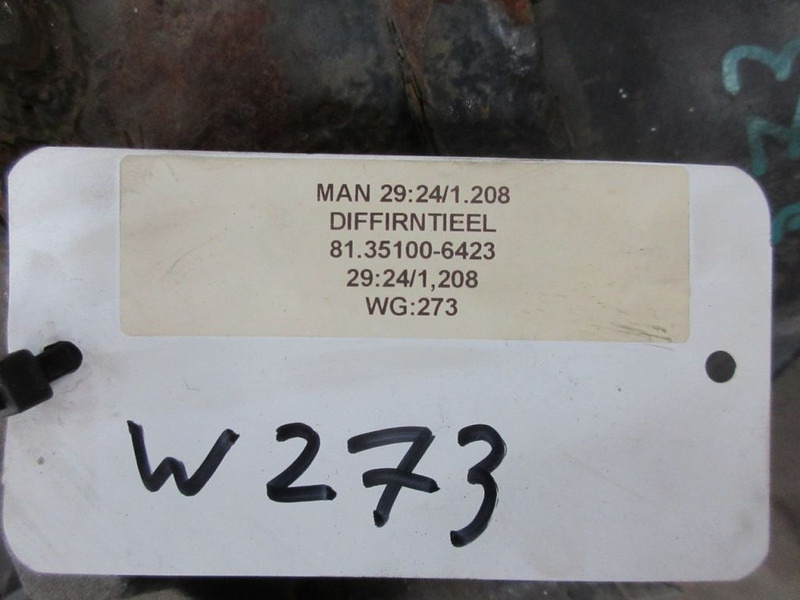 MAN 29:24/1.208
DIFFIRNTIEEL
81.35100-6423
29:24/1,208
WG:273
W273